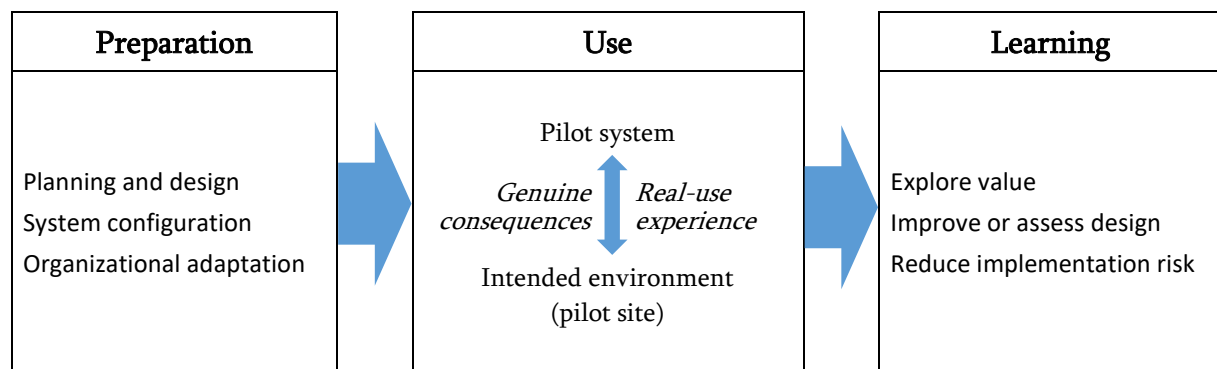 Preparation
Planning and design
System configuration
Organizational adaptation
Use
Pilot system
Genuine consequences
Real-use experience
Intended environment
(pilot site)
Learning
Explore value
Improve or assess design
Reduce implementation risk